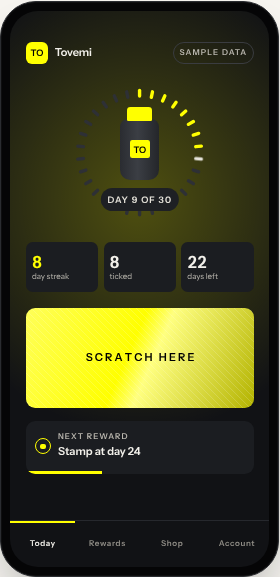 TO Tovemi SAMPLE DATA
TO
DAY 9 OF 30
8 8 22
day streak ticked days left
SCRATCH HERE
NEXT REWARD
Stamp at day 24
Today Rewards Shop Account